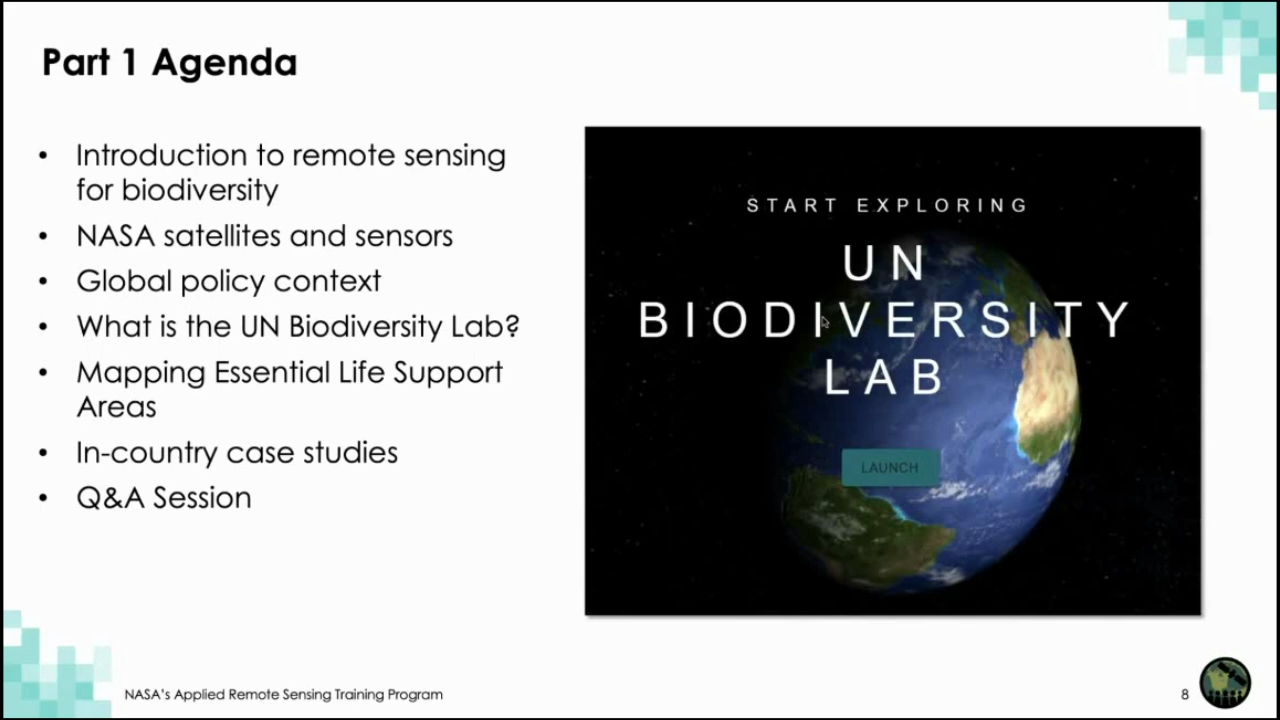 Part 1 Agenda
• Introduction to remote sensing
for biodiversity
• NASA satellites and sensors
• Global policy context
• What is the UN Biodiversity Lab?
• Mapping Essential Life Support
Areas
• In-country case studies
• Q&A Session
START EXPLORING
UN
BIODIVERSITY
LAB
LAUNCH
NASA's Applied Remote Sensing Training Program
8